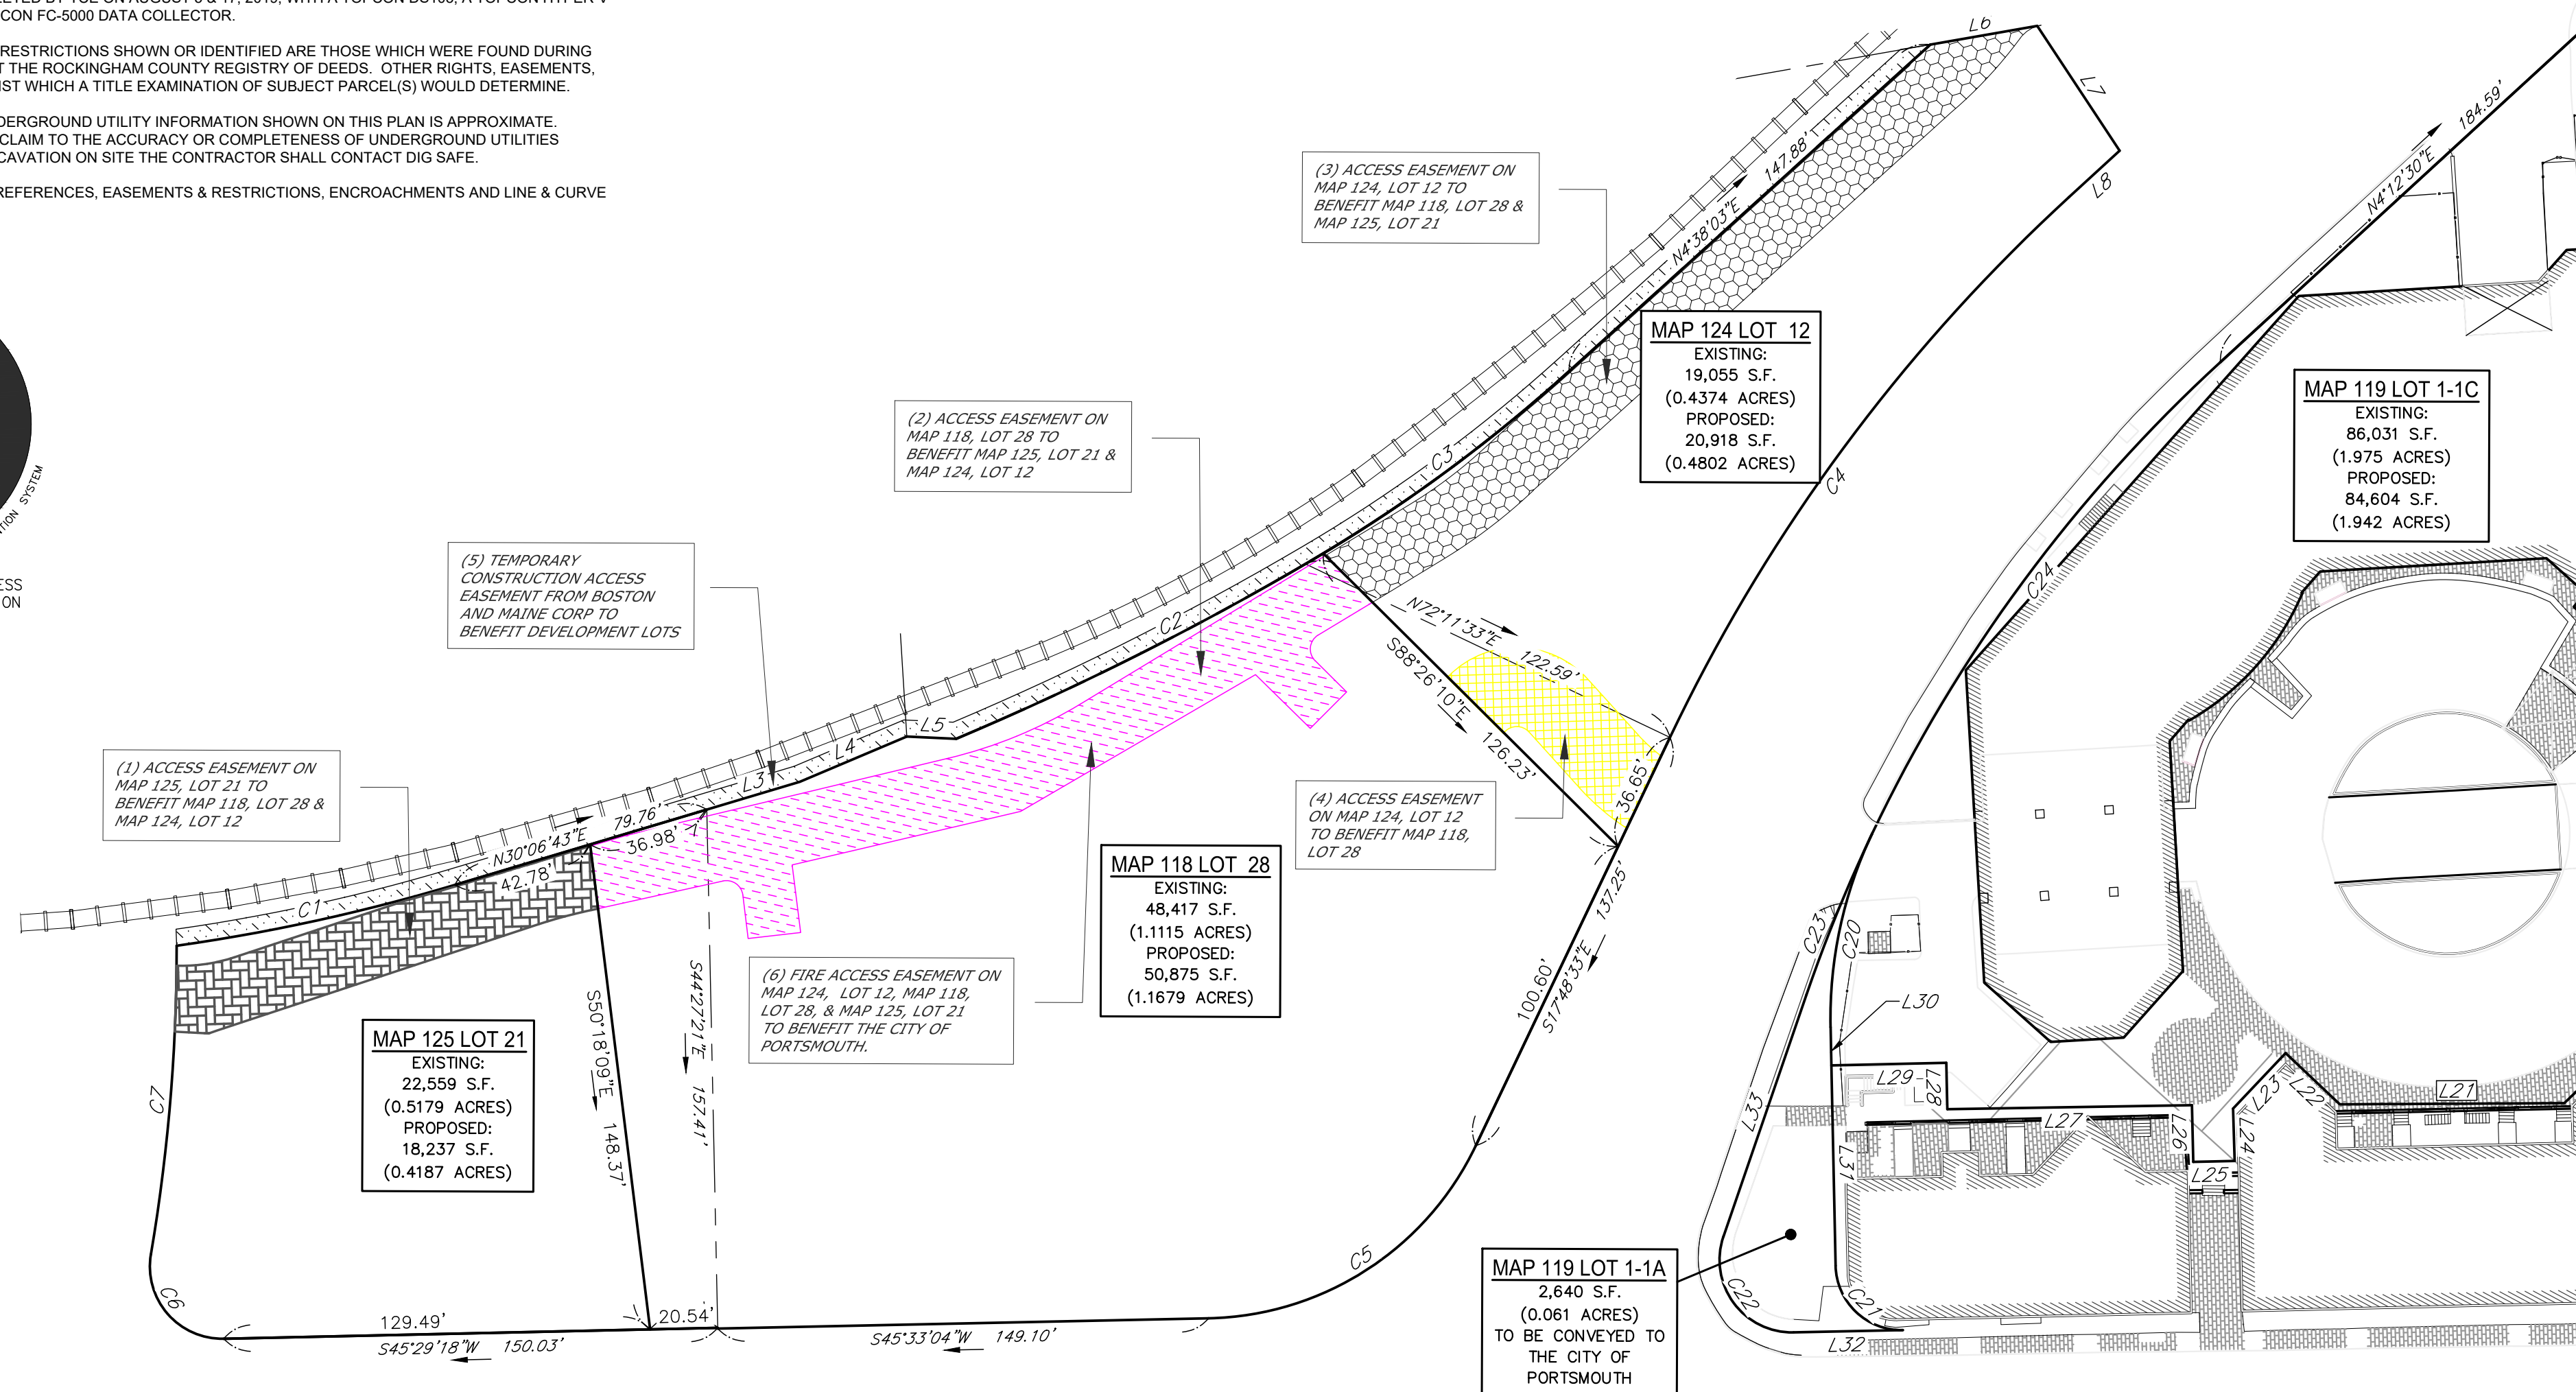 CON FC-5000 DATA COLLECTOR.
RESTRICTIONS SHOWN OR IDENTIFIED ARE THOSE WHICH WERE FOUND DURING
THE ROCKINGHAM COUNTY REGISTRY OF DEEDS. OTHER RIGHTS, EASEMENTS,
WHICH A TITLE EXAMINATION OF SUBJECT PARCEL(S) WOULD DETERMINE.
UTILITY INFORMATION SHOWN ON THIS PLAN IS APPROXIMATE.
CLAIM TO THE ACCURACY OR COMPLETENESS OF UNDERGROUND UTILITIES
ON SITE THE CONTRACTOR SHALL CONTACT DIG SAFE.
REFERENCES, EASEMENTS & RESTRICTIONS, ENCROACHMENTS AND LINE & CURVE
SYSTEM
ESS
ON
(1) ACCESS EASEMENT ON
MAP 125, LOT 21 TO
BENEFIT MAP 118, LOT 28 &
MAP 124, LOT 12
(5) TEMPORARY
CONSTRUCTION ACCESS
EASEMENT FROM BOSTON
AND MAINE CORP TO
BENEFIT DEVELOPMENT LOTS
(2) ACCESS EASEMENT ON
MAP 118, LOT 28 TO
BENEFIT MAP 125, LOT 21 &
MAP 124, LOT 12
(3) ACCESS EASEMENT ON
MAP 124, LOT 12 TO
BENEFIT MAP 118, LOT 28 &
MAP 125, LOT 21
(4) ACCESS EASEMENT
ON MAP 124, LOT 12
TO BENEFIT MAP 118,
LOT 28
(6) FIRE ACCESS EASEMENT ON
MAP 124, LOT 12, MAP 118,
LOT 28, & MAP 125, LOT 21
TO BENEFIT THE CITY OF
PORTSMOUTH.
MAP 125 LOT 21
EXISTING:
22,559 S.F.
(0.5179 ACRES)
PROPOSED:
18,237 S.F.
(0.4187 ACRES)
MAP 118 LOT 28
EXISTING:
48,417 S.F.
(1.1115 ACRES)
PROPOSED:
50,875 S.F.
(1.1679 ACRES)
MAP 124 LOT 12
EXISTING:
19,055 S.F.
(0.4374 ACRES)
PROPOSED:
20,918 S.F.
(0.4802 ACRES)
MAP 119 LOT 1-1C
EXISTING:
86,031 S.F.
(1.975 ACRES)
PROPOSED:
84,604 S.F.
(1.942 ACRES)
MAP 119 LOT 1-1A
2,640 S.F.
(0.061 ACRES)
TO BE CONVEYED TO
THE CITY OF
PORTSMOUTH
C1
N30°06'43"E
79.76'
42.78'
36.98'
L3
L4
L5
C2
C3
N4°38'03"E
147.88'
L6
L7
L8
C4
N72°11'33"E
122.59'
S88°26'10"E
126.23'
36.65'
137.25'
100.60'
S17°48'33"E
C5
C6
C7
S50°18'09"E
148.37'
S44°27'21"E
157.41'
129.49'
20.54'
S45°29'18"W 150.03'
S45°33'04"W 149.10'
N4°12'30"E
184.59'
C24
C23
C20
L30
L29
L28
L27
L26
L25
L24
L23
L22
L21
L31
L33
C22
C21
L32